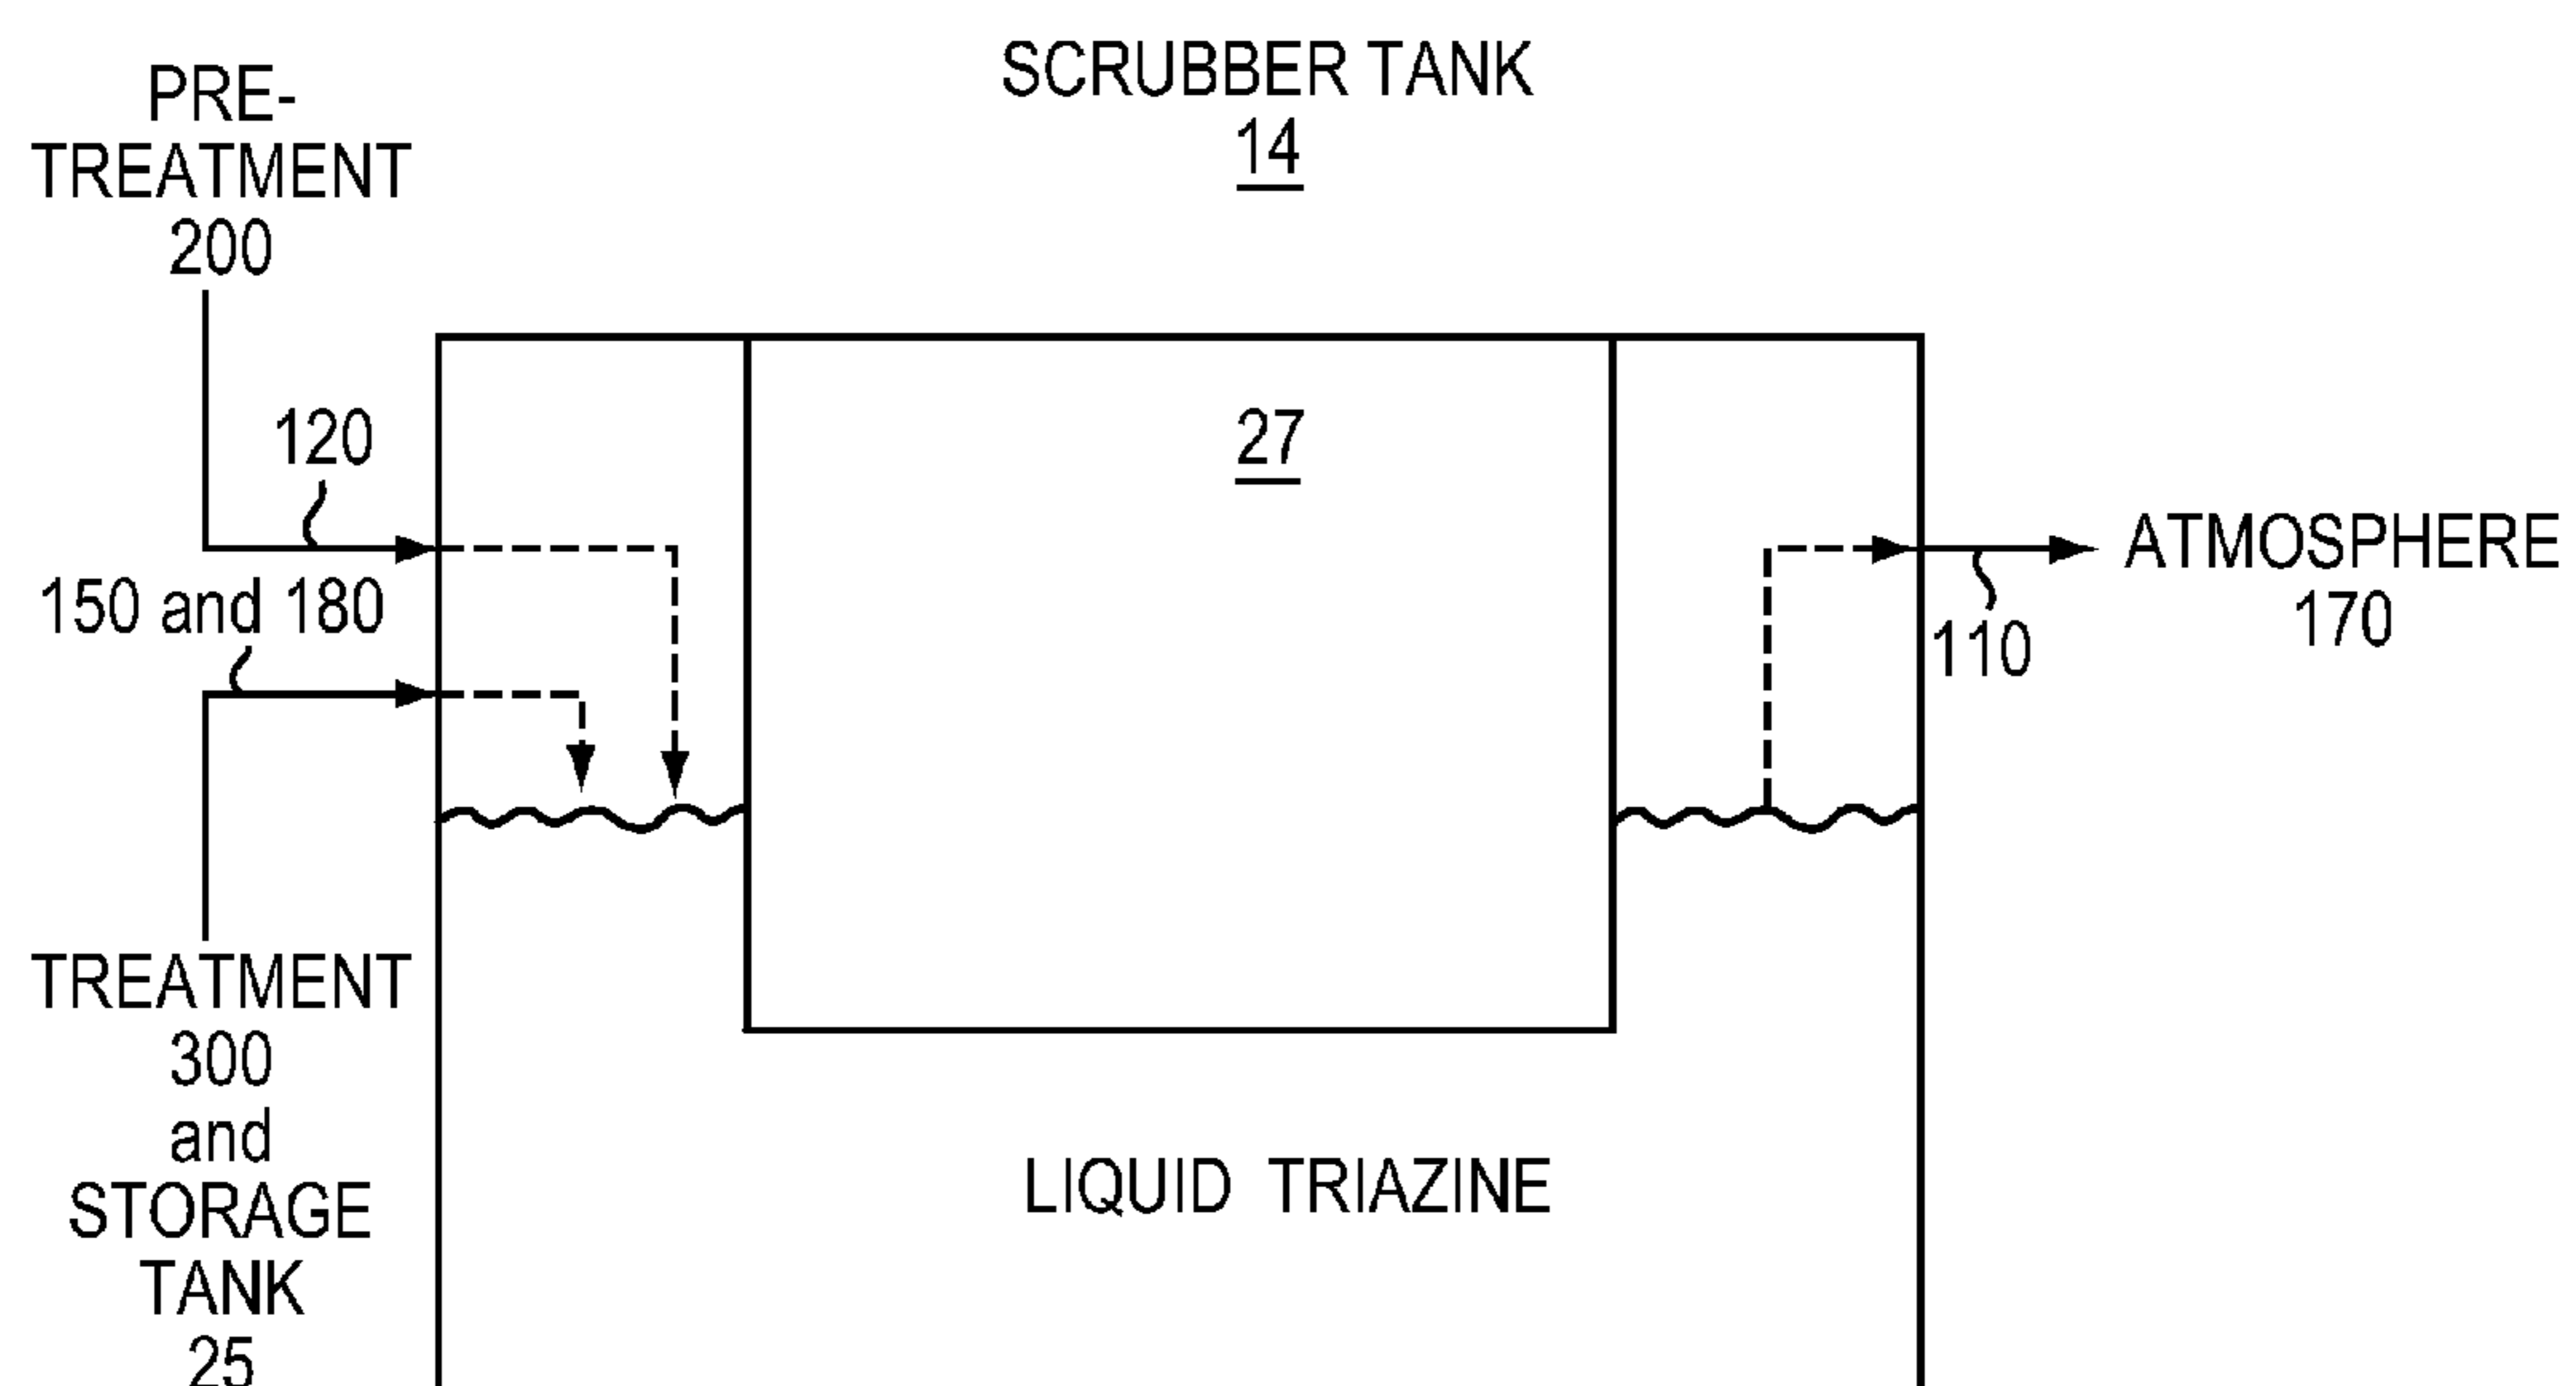 SCRUBBER TANK
14
PRE-
TREATMENT
200
120
150 and 180
27
ATMOSPHERE
170
110
TREATMENT
300
and
STORAGE
TANK
25
LIQUID TRIAZINE